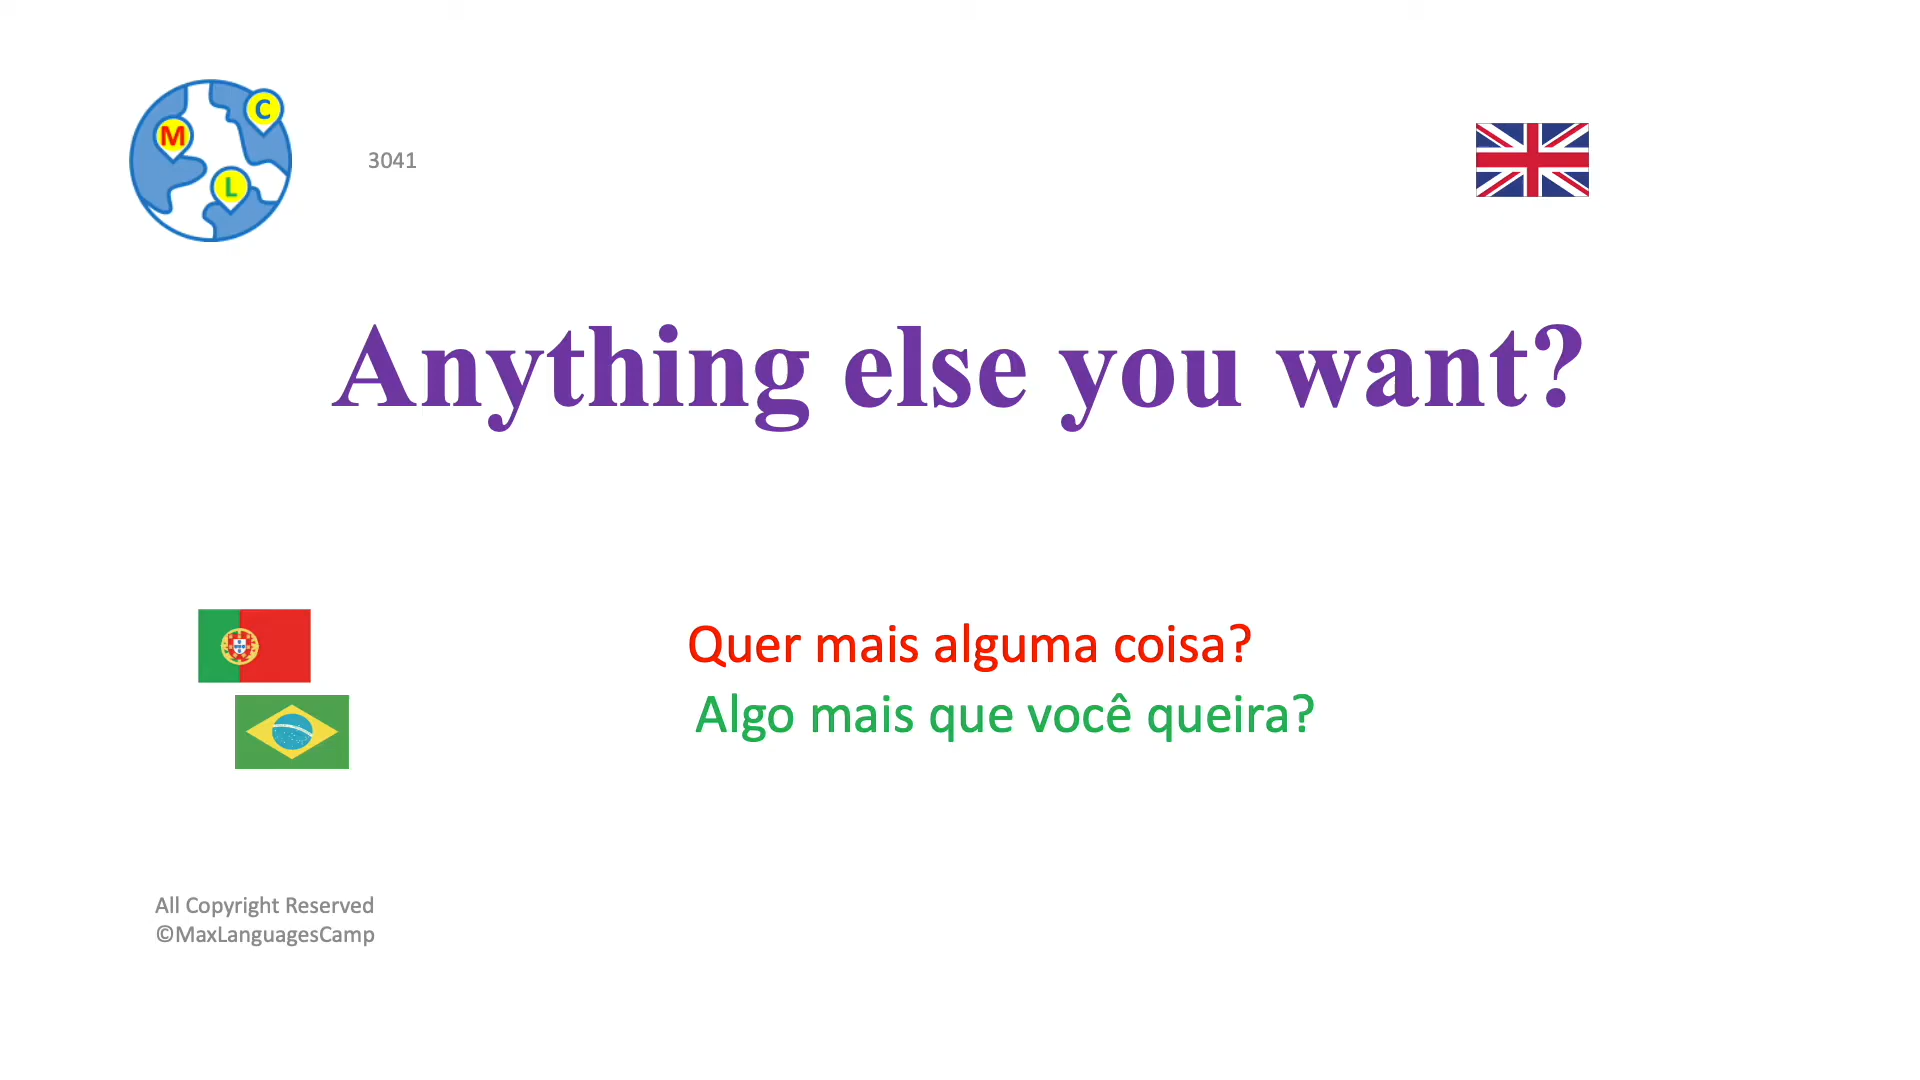 M
C
L
3041
Anything else you want?
Quer mais alguma coisa?
Algo mais que você queira?
All Copyright Reserved
©MaxLanguagesCamp